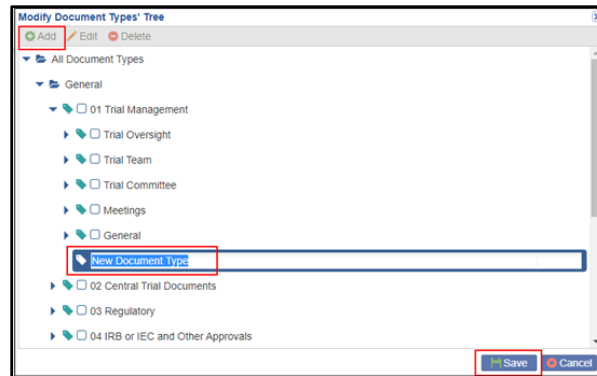 Modify Document Types' Tree
Add Edit Delete
All Document Types
General
01 Trial Management
Trial Oversight
Trial Team
Trial Committee
Meetings
General
New Document Type
02 Central Trial Documents
03 Regulatory
04 IRB or IEC and Other Approvals
Save Cancel